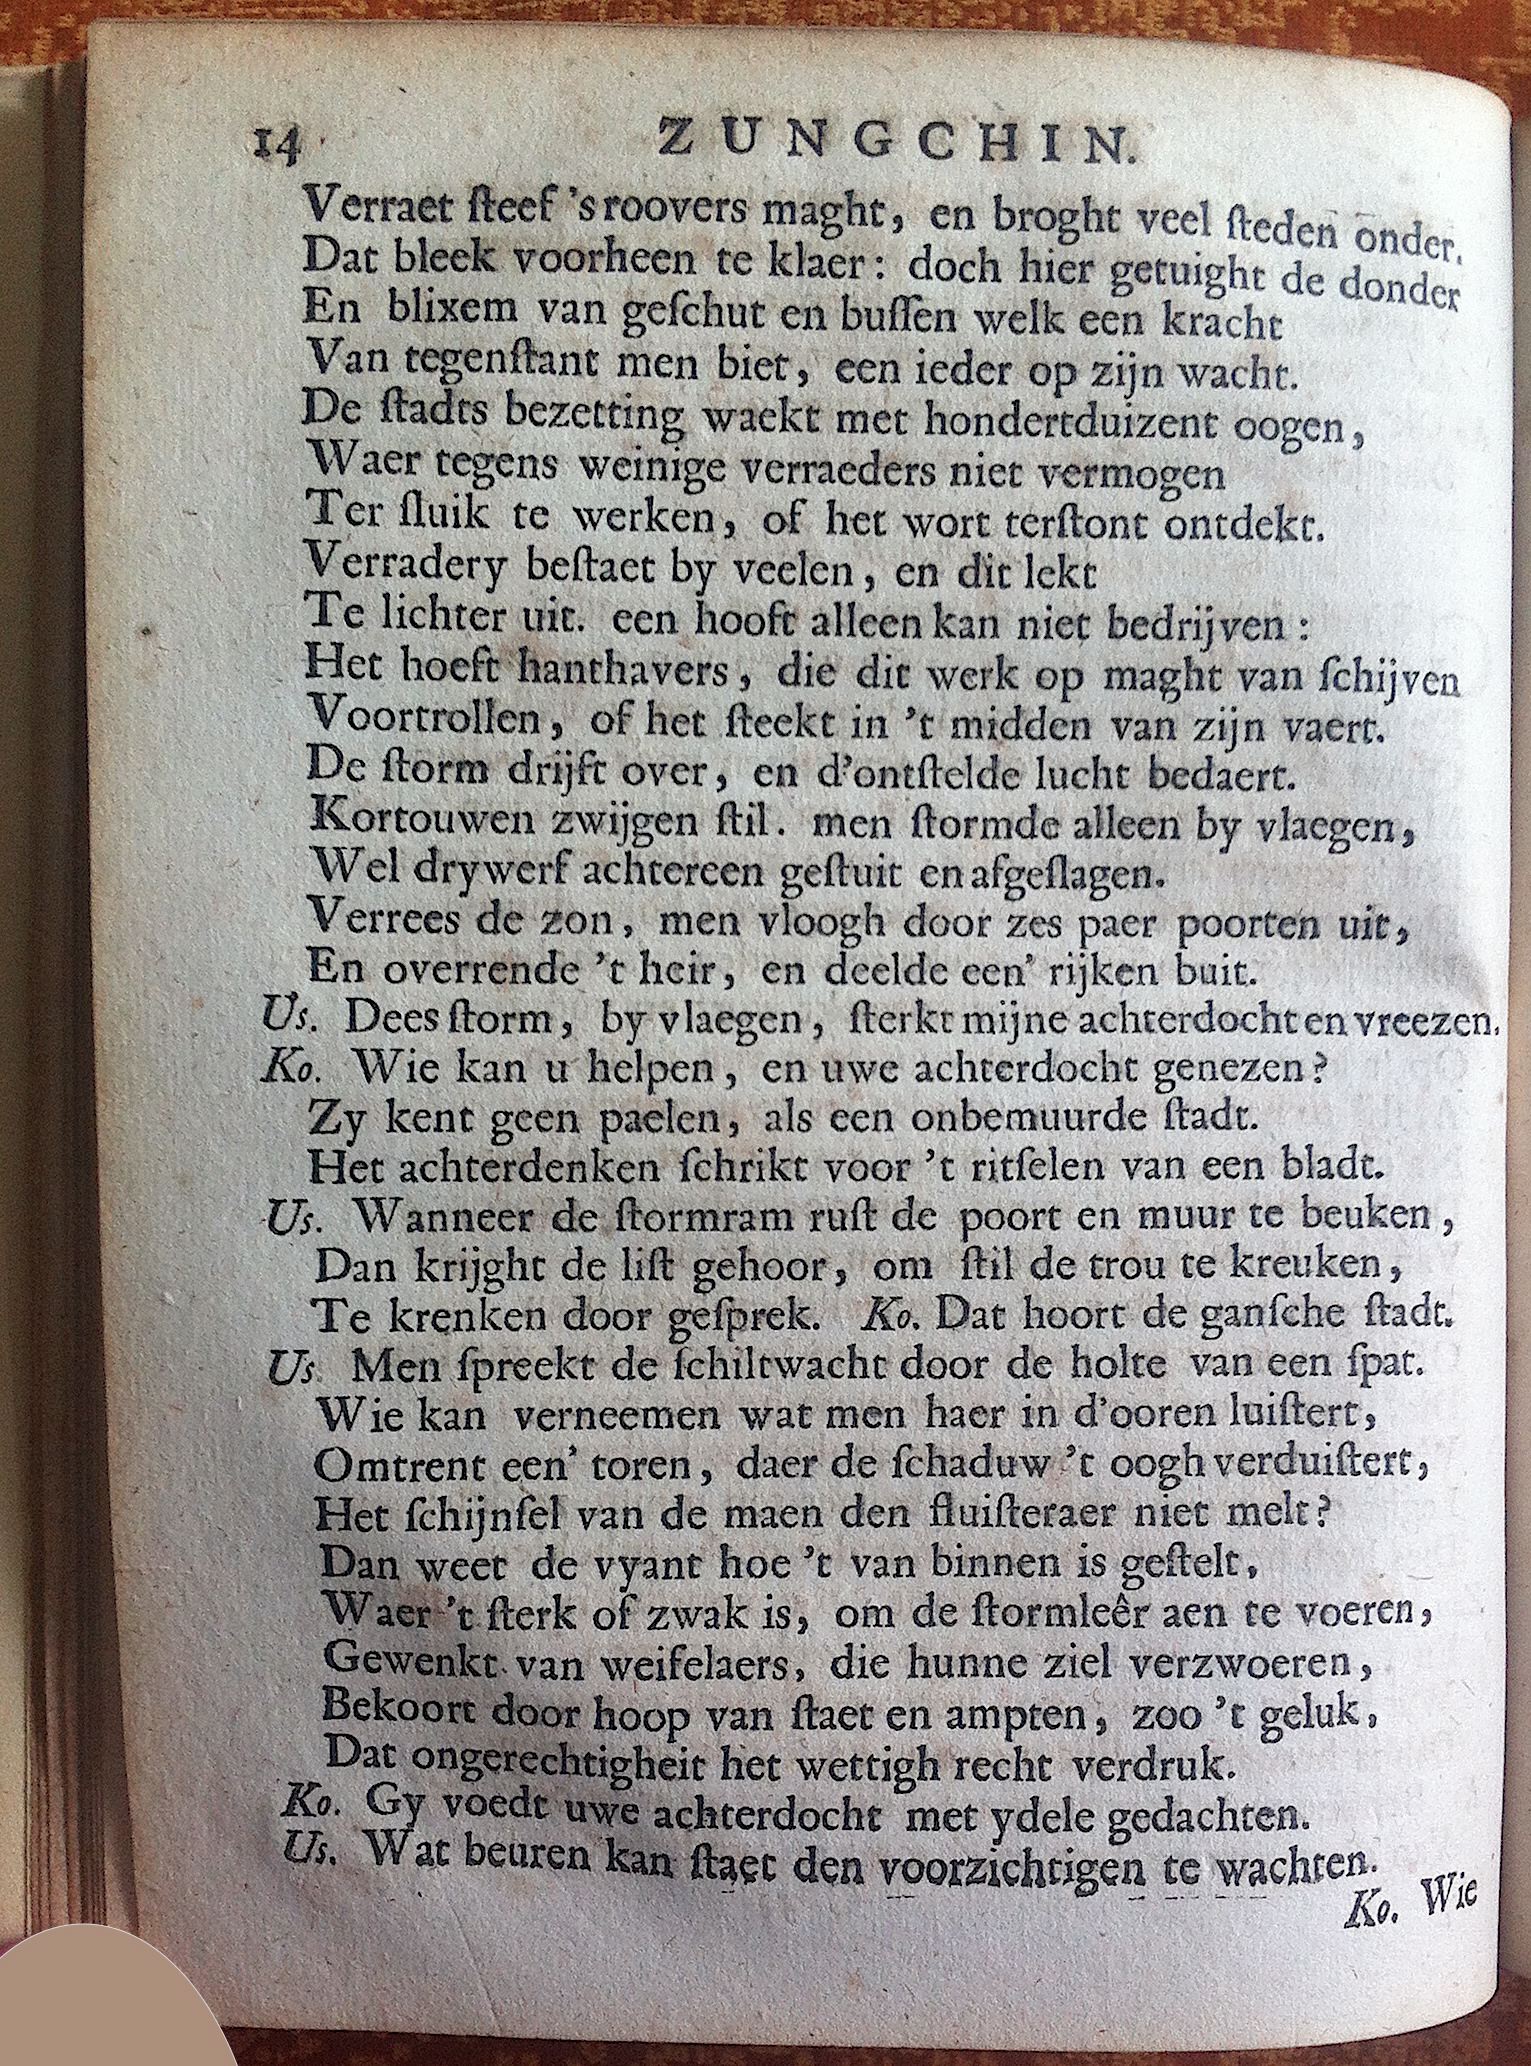 14 ZUNGCHIN.
Verraet ſteef 's roovers maght, en broght veel ſteden onder.
Dat bleek voorheen te klaer: doch hier getuight de donder
En blixem van geſchut en buſſen welk een kracht
Van tegenſtant men biet, een ieder op zijn wacht.
De ſtadts bezetting waekt met hondertduizent oogen,
Waer tegens weinige verraeders niet vermogen
Ter ſluik te werken, of het wort terſtont ontdekt.
Verradery beſtaet by veelen, en dit lekt
Te lichter uit. een hooft alleen kan niet bedrijven:
Het hoeft hanthavers, die dit werk op maght van ſchijven
Voortrollen, of het ſteekt in 't midden van zijn vaert.
De ſtorm drijft over, en d'ontſtelde lucht bedaert.
Kortouwen zwijgen ſtil. men ſtormde alleen by vlaegen,
Wel drywerf achtereen geſtuit en afgeſlagen.
Verrees de zon, men vloogh door zes paer poorten uit,
En overrende 't heir, en deelde een' rijken buit.
Us. Dees ſtorm, by vlaegen, ſterkt mijne achterdocht en vreezen.
Ko. Wie kan u helpen, en uwe achterdocht genezen?
Zy kent geen paelen, als een onbemuurde ſtadt.
Het achterdenken ſchrikt voor 't ritſelen van een bladt.
Us. Wanneer de ſtormram ruſt de poort en muur te beuken,
Dan krijght de liſt gehoor, om ſtil de trou te kreuken,
Te krenken door geſprek. Ko. Dat hoort de ganſche ſtadt.
Us. Men ſpreekt de ſchiltwacht door de holte van een ſpat.
Wie kan verneemen wat men haer in d'ooren luiſtert,
Omtrent een' toren, daer de ſchaduw 't oogh verduiſtert,
Het ſchijnſel van de maen den fluiſteraer niet melt?
Dan weet de vyant hoe 't van binnen is geſtelt,
Waer 't ſterk of zwak is, om de ſtormleêr aen te voeren,
Gewenkt van weifelaers, die hunne ziel verzwoeren,
Bekoort door hoop van ſtaet en ampten, zoo 't geluk,
Dat ongerechtigheit het wettigh recht verdruk.
Ko. Gy voedt uwe achterdocht met ydele gedachten.
Us. Wat beuren kan ſtaet den voorzichtigen te wachten.
Ko. Wie